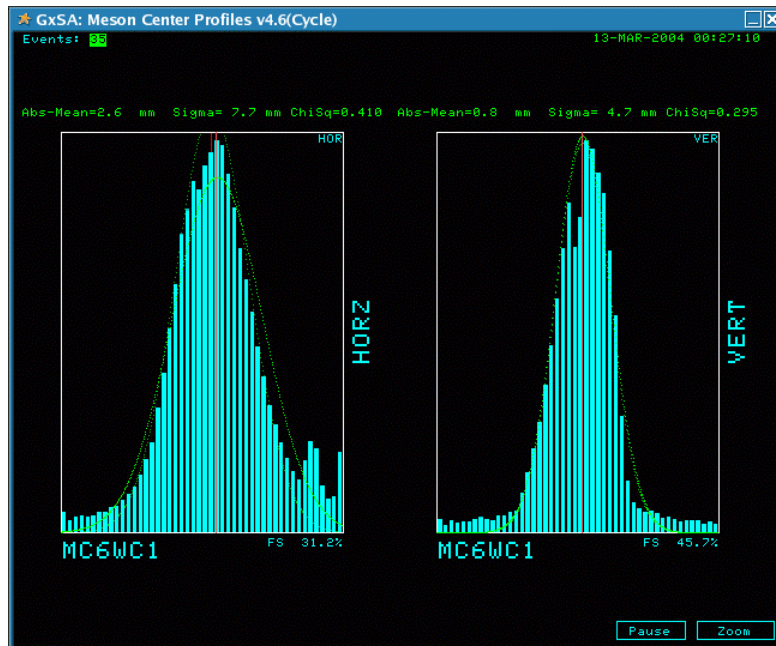 GxSA: Meson Center Profiles v4.6(Cycle)
Events: 35 13-MAR-2004 00:27:10
Abs-Mean=2.6 mm Sigma= 7.7 mm ChiSq=0.410 Abs-Mean=0.8 mm Sigma= 4.7 mm ChiSq=0.295
HOR VER
HORZ VERT
MC6WC1 FS 31.2% MC6WC1 FS 45.7%
Pause Zoom